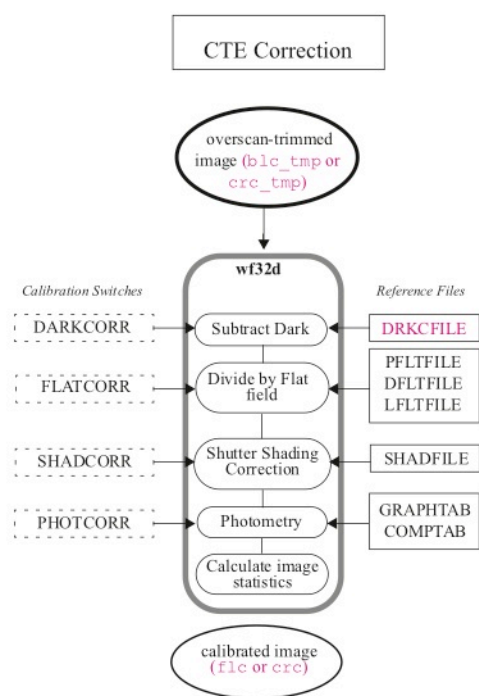 CTE Correction
overscan-trimmed
image (blc_tmp or
crc_tmp)
wf32d
Calibration Switches
Reference Files
DARKCORR
Subtract Dark
DRKCFILE
FLATCORR
Divide by Flat
field
PFLTFILE
DFLTFILE
LFLTFILE
SHADCORR
Shutter Shading
Correction
SHADFILE
PHOTCORR
Photometry
GRAPHTAB
COMPTAB
Calculate image
statistics
calibrated image
(flc or crc)